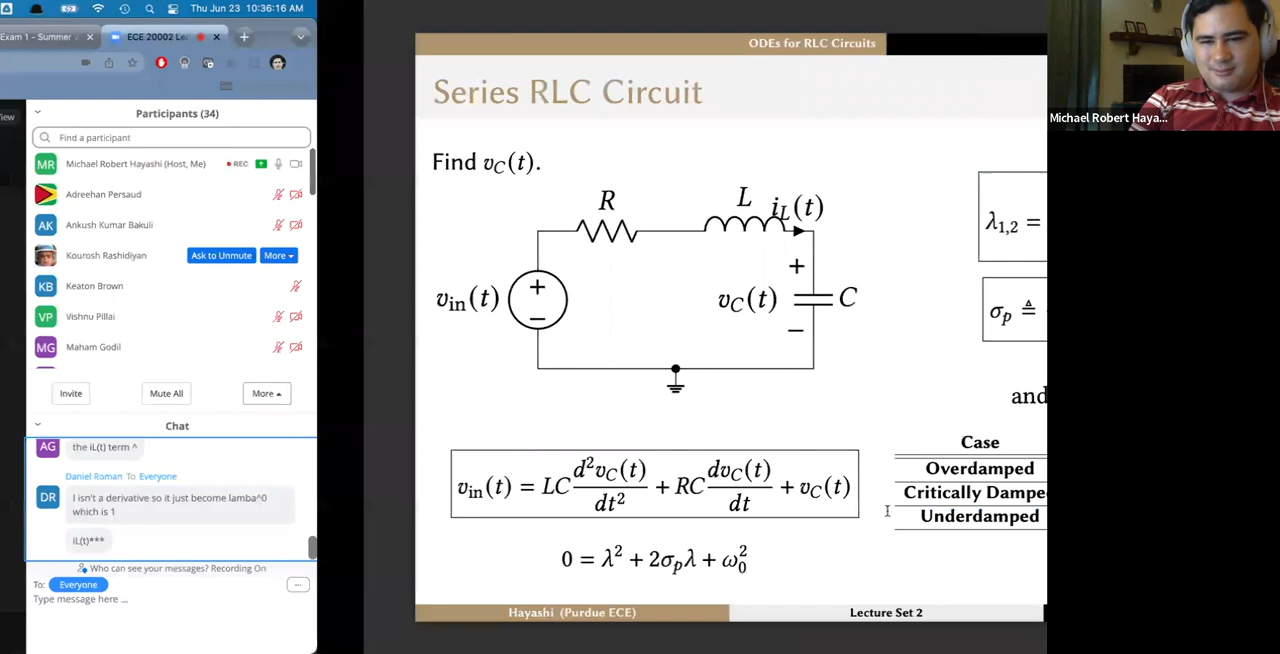 Thu Jun 23 10:36:16 AM
Exam 1 - Summer
ECE 20002 Le
iew
Participants (34)
Find a participant
MR Michael Robert Hayashi (Host, Me) REC
Adreehan Persaud
AK Ankush Kumar Bakuli
Kourosh Rashidiyan Ask to Unmute More
KB Keaton Brown
VP Vishnu Pillai
MG Maham Godil
Invite Mute All More
Chat
AG the iL(t) term ^
Daniel Roman To Everyone
DR I isn't a derivative so it just become lamba^0
which is 1
iL(t)***
Who can see your messages? Recording On
To: Everyone
Type message here ...
ODEs for RLC Circuits
Series RLC Circuit
Find v_C(t).
R
L
i_L(t)
+
v_in(t)
+
−
v_C(t)
C
−
v_in(t) = LC d²v_C(t)/dt² + RC dv_C(t)/dt + v_C(t)
0 = λ² + 2σ_pλ + ω₀²
λ_1,2 =
σ_p ≜
and
Case
Overdamped
Critically Dampe
Underdamped
Hayashi (Purdue ECE)
Lecture Set 2
Michael Robert Haya...